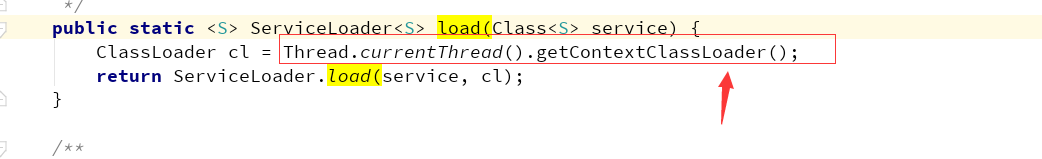 */
public static <S> ServiceLoader<S> load(Class<S> service) {
ClassLoader cl = Thread.currentThread().getContextClassLoader();
return ServiceLoader.load(service, cl);
}
/**